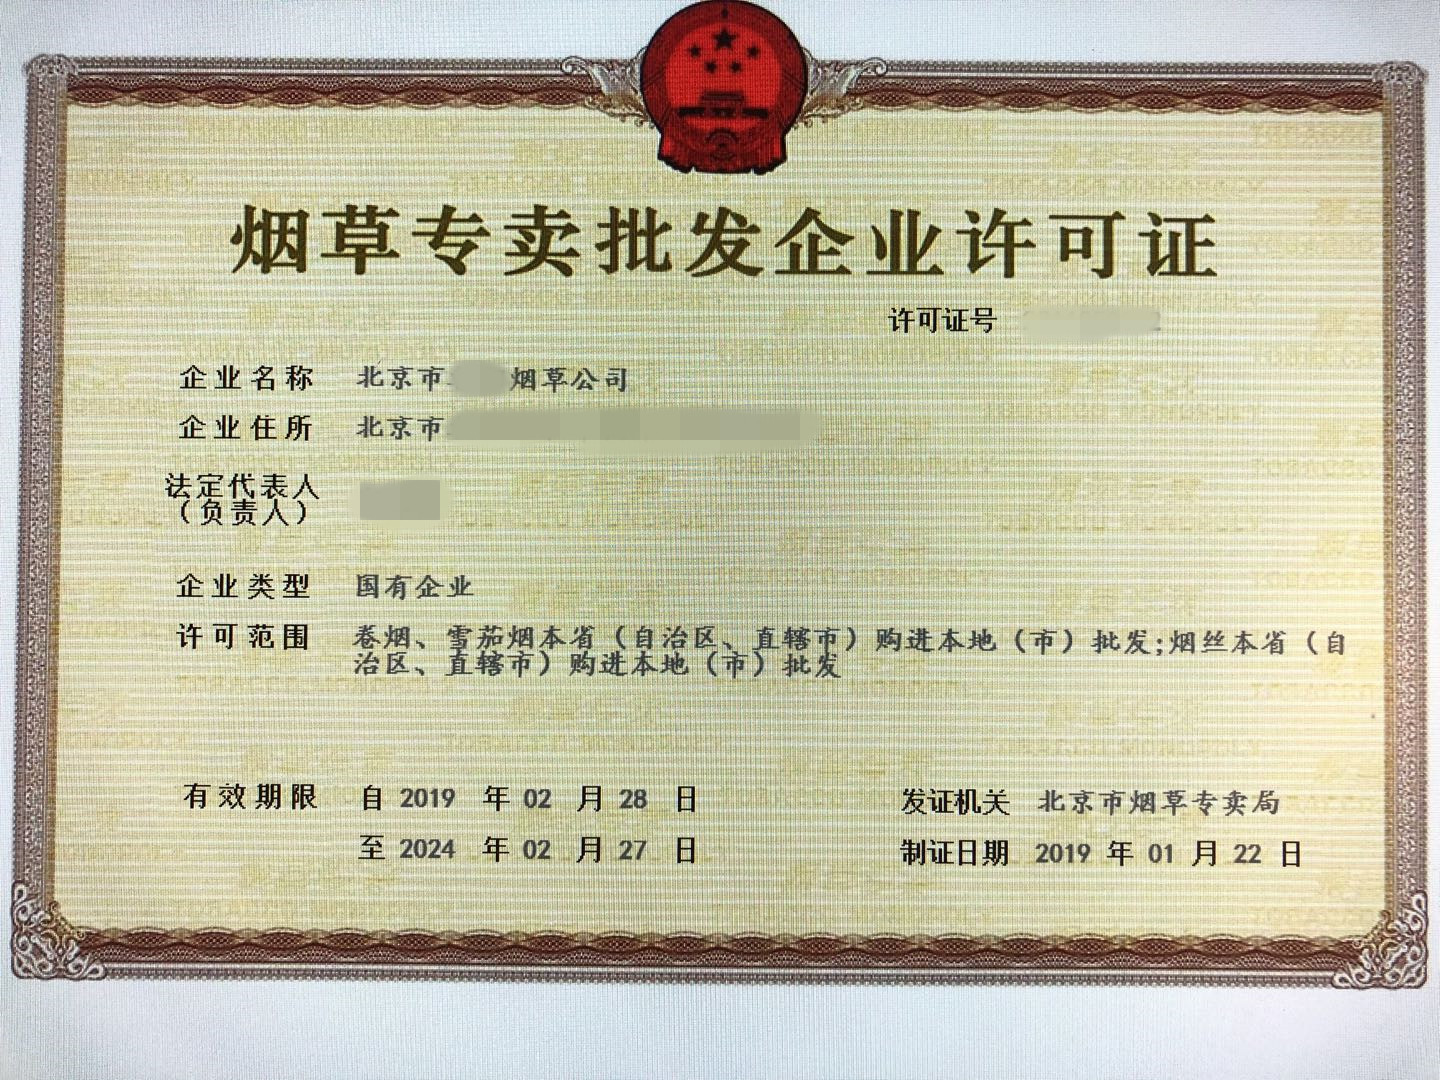 烟草专卖批发企业许可证
许可证号
企业名称 北京市 烟草公司
企业住所 北京市
法定代表人
（负责人）
企业类型 国有企业
许可范围 卷烟、雪茄烟本省（自治区、直辖市）购进本地（市）批发;烟丝本省（自
治区、直辖市）购进本地（市）批发
有效期限 自 2019 年 02 月 28 日
至 2024 年 02 月 27 日
发证机关 北京市烟草专卖局
制证日期 2019 年 01 月 22 日